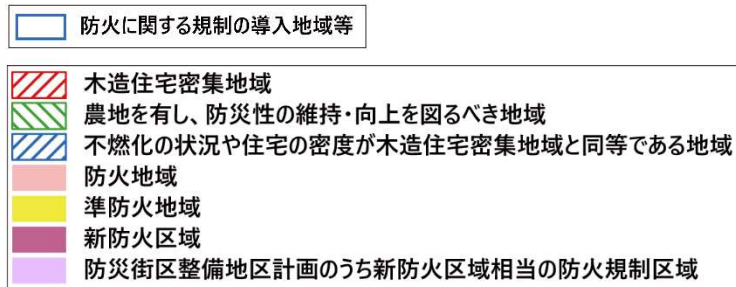 防火に関する規制の導入地域等
木造住宅密集地域
農地を有し、防災性の維持・向上を図るべき地域
不燃化の状況や住宅の密度が木造住宅密集地域と同等である地域
防火地域
準防火地域
新防火区域
防災街区整備地区計画のうち新防火区域相当の防火規制区域